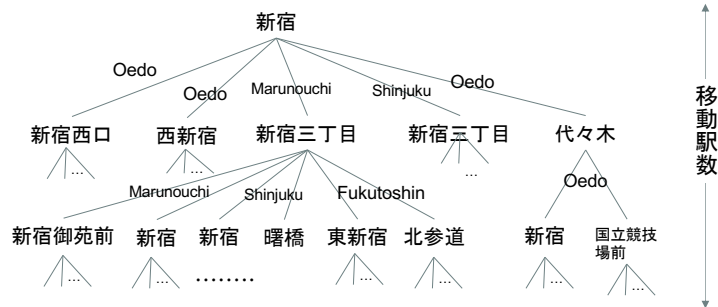 新宿
Oedo
Oedo
Marunouchi
Shinjuku
Oedo
新宿西口
西新宿
新宿三丁目
新宿三丁目
代々木
...
...
...
Marunouchi
Shinjuku
Fukutoshin
Oedo
新宿御苑前
新宿
新宿
曙橋
東新宿
北参道
新宿
国立競技
場前
...
...
........
...
...
...
...
移動駅数